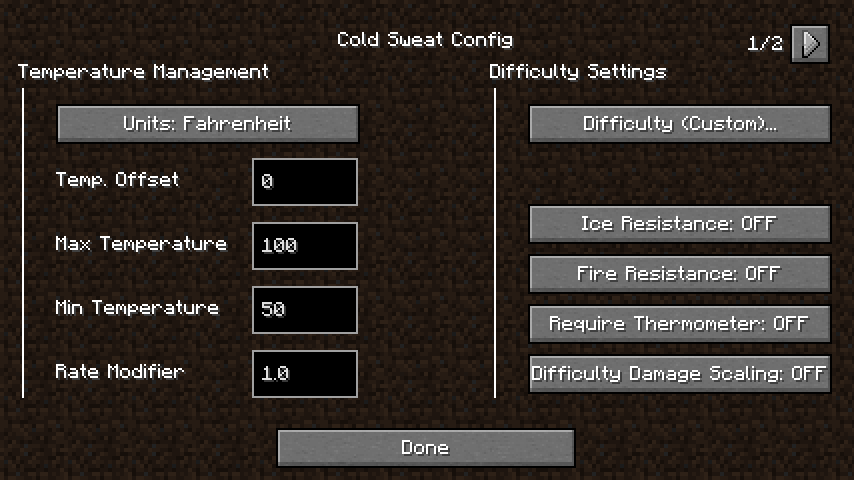 Cold Sweat Config
1/2
Temperature Management
Units: Fahrenheit
Temp. Offset
0
Max Temperature
100
Min Temperature
50
Rate Modifier
1.0
Difficulty Settings
Difficulty (Custom)...
Ice Resistance: OFF
Fire Resistance: OFF
Require Thermometer: OFF
Difficulty Damage Scaling: OFF
Done